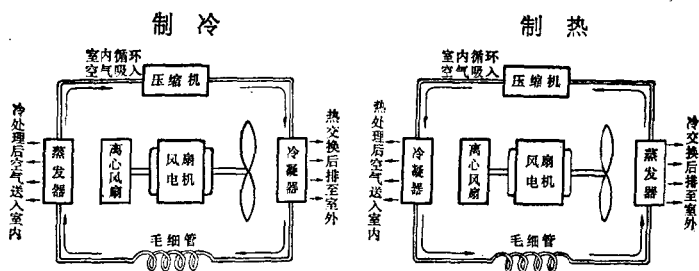 制冷
室内循环
空气吸入
压缩机
冷处理后空气送入室内
蒸发器
离心风扇
风扇
电机
冷凝器
热交换后排至室外
毛细管
制热
室内循环
空气吸入
压缩机
热处理后空气送入室内
冷凝器
离心风扇
风扇
电机
蒸发器
冷交换后排至室外
毛细管